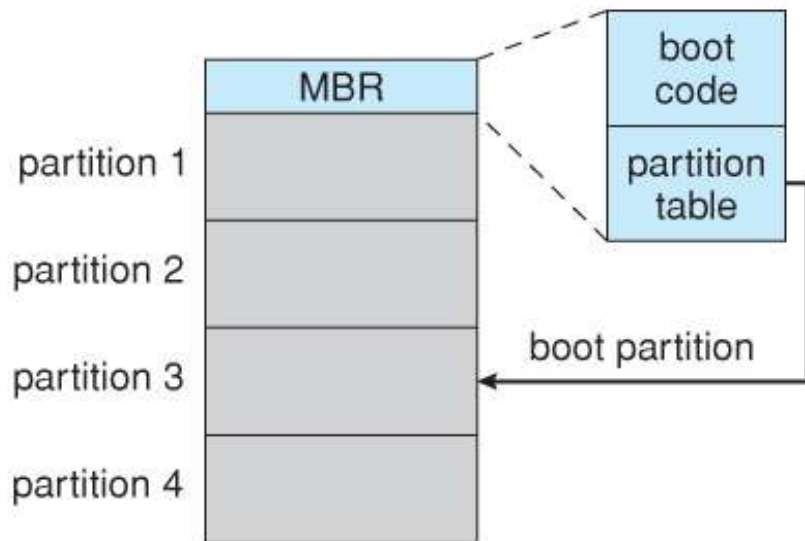 MBR
boot
code
partition
table
partition 1
partition 2
boot partition
partition 3
partition 4